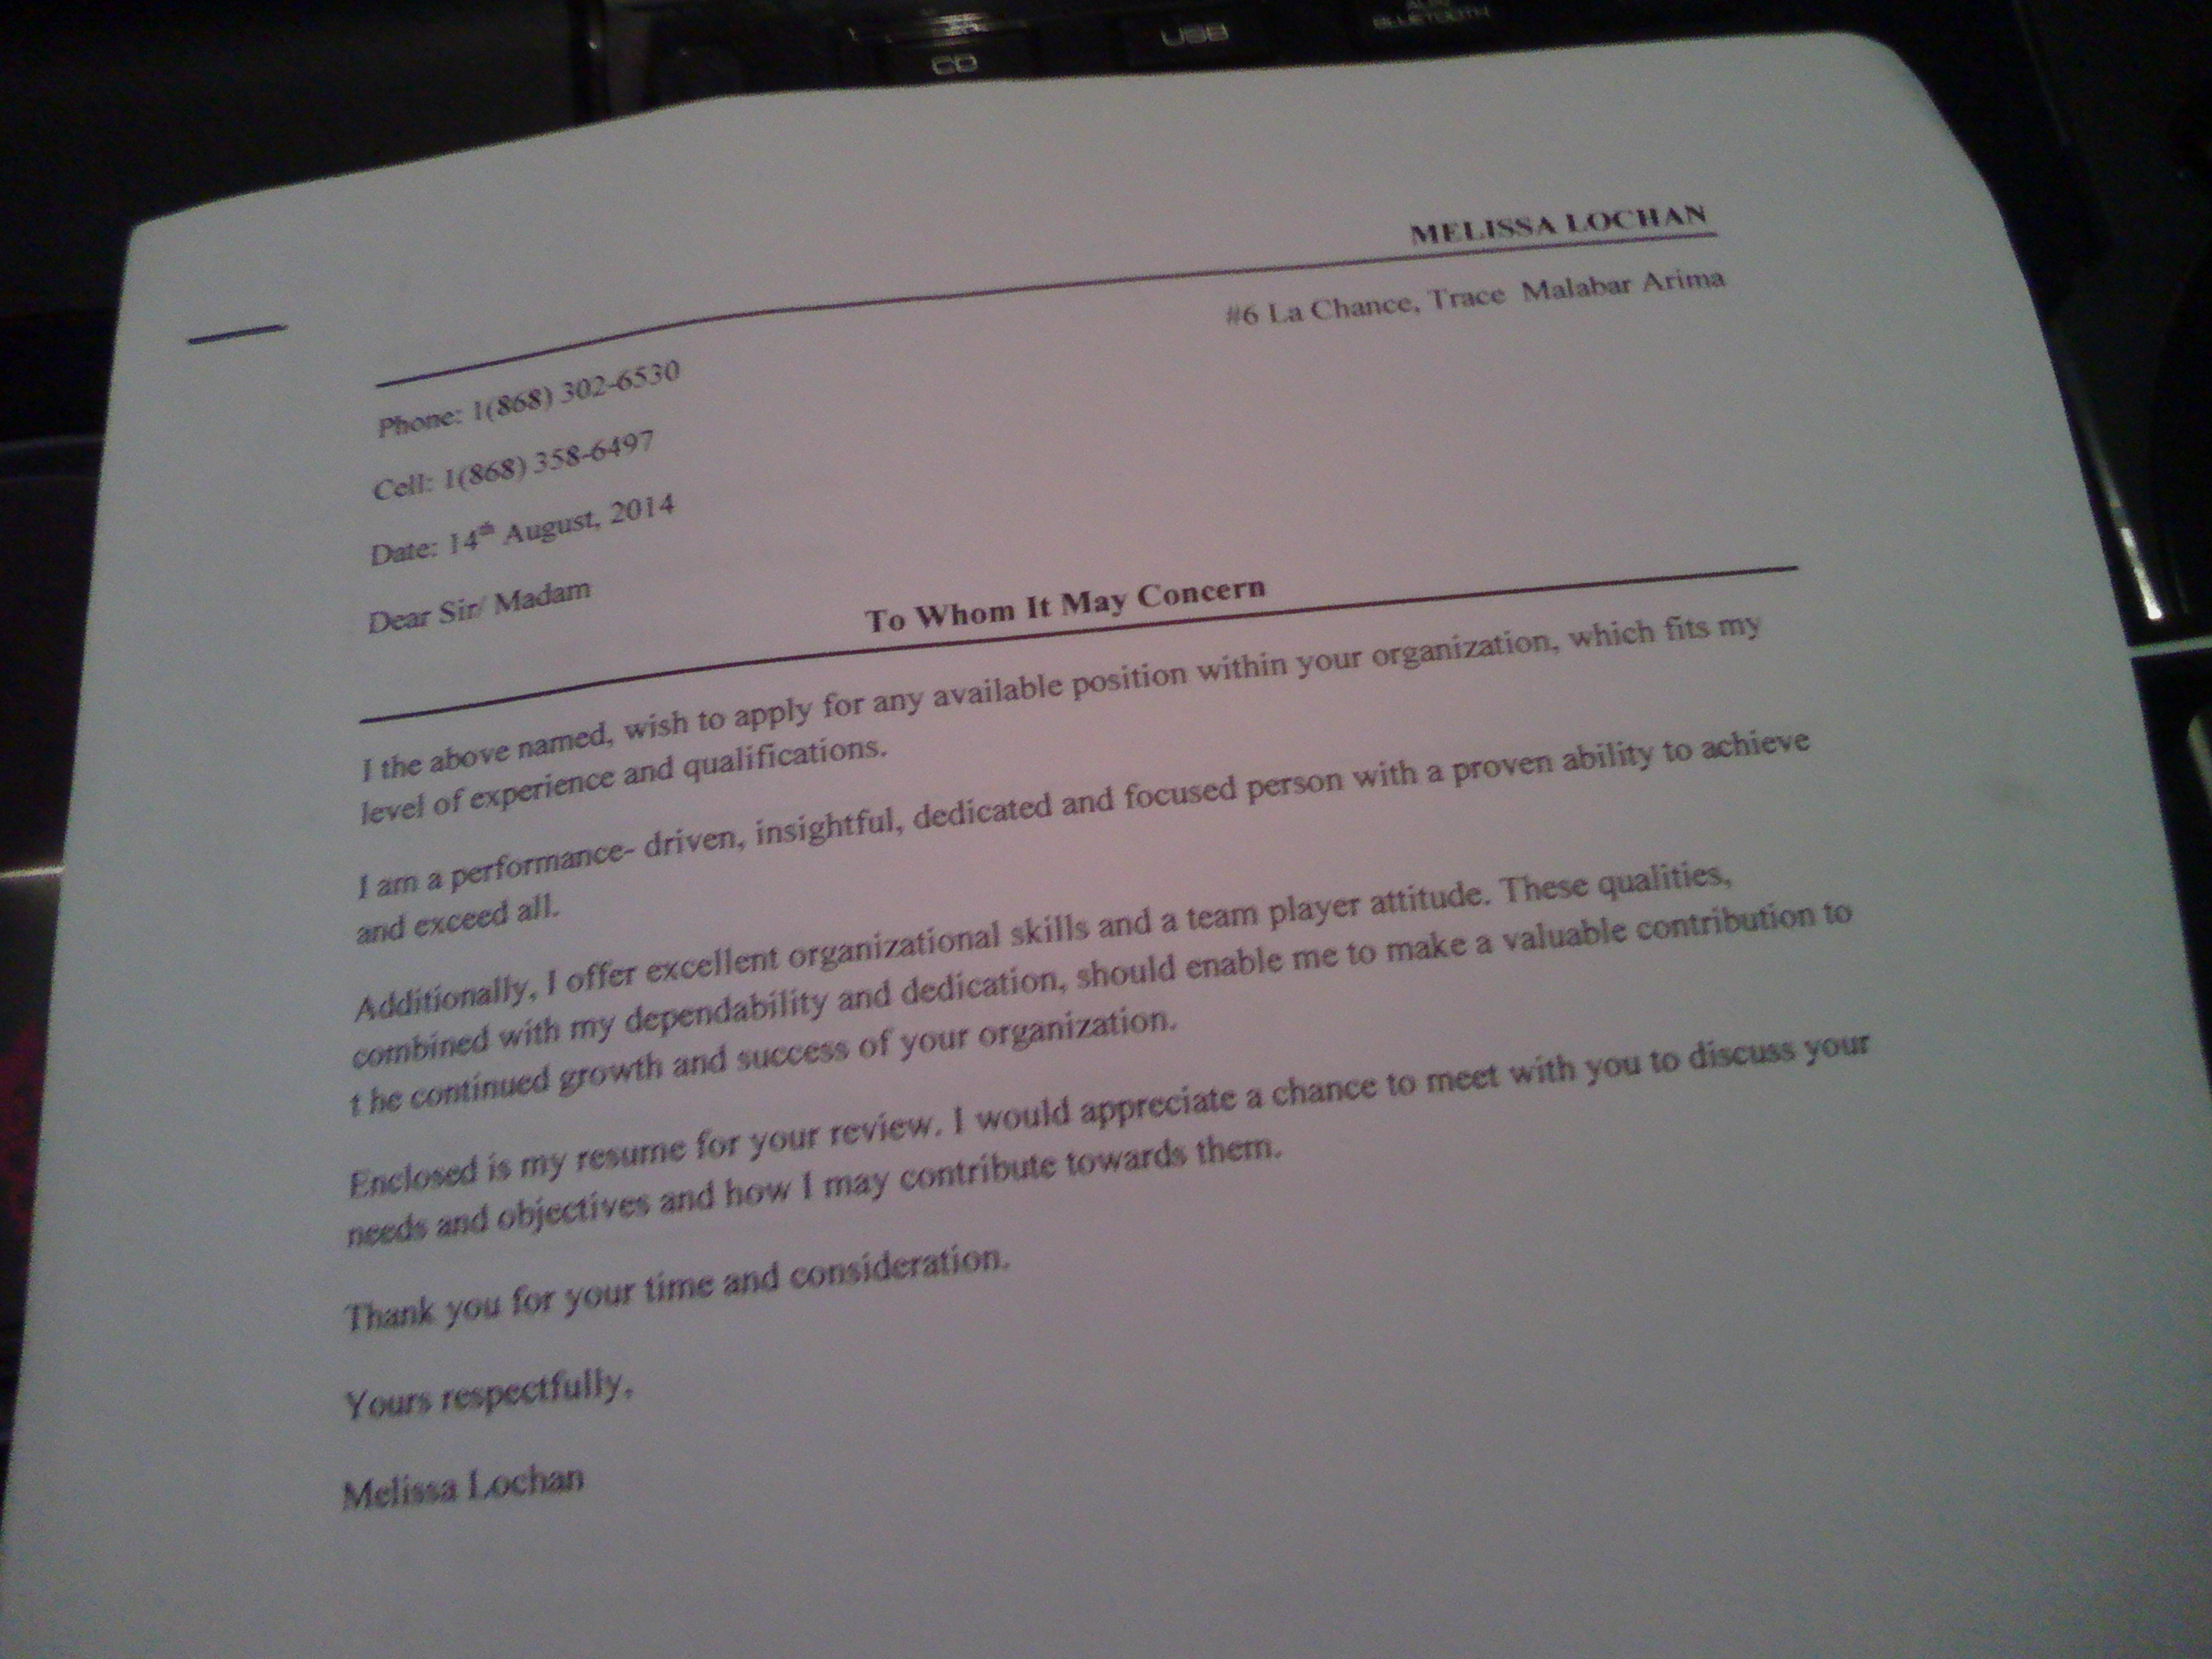 CD
USB
AUX/
BLUETOOTH
MELISSA LOCHAN
#6 La Chance, Trace Malabar Arima
Phone: 1(868) 302-6530
Cell: 1(868) 358-6497
Date: 14th August, 2014
Dear Sir/ Madam
To Whom It May Concern
I the above named, wish to apply for any available position within your organization, which fits my
level of experience and qualifications.
I am a performance- driven, insightful, dedicated and focused person with a proven ability to achieve
and exceed all.
Additionally, I offer excellent organizational skills and a team player attitude. These qualities,
combined with my dependability and dedication, should enable me to make a valuable contribution to
t he continued growth and success of your organization.
Enclosed is my resume for your review. I would appreciate a chance to meet with you to discuss your
needs and objectives and how I may contribute towards them.
Thank you for your time and consideration.
Yours respectfully,
Melissa Lochan